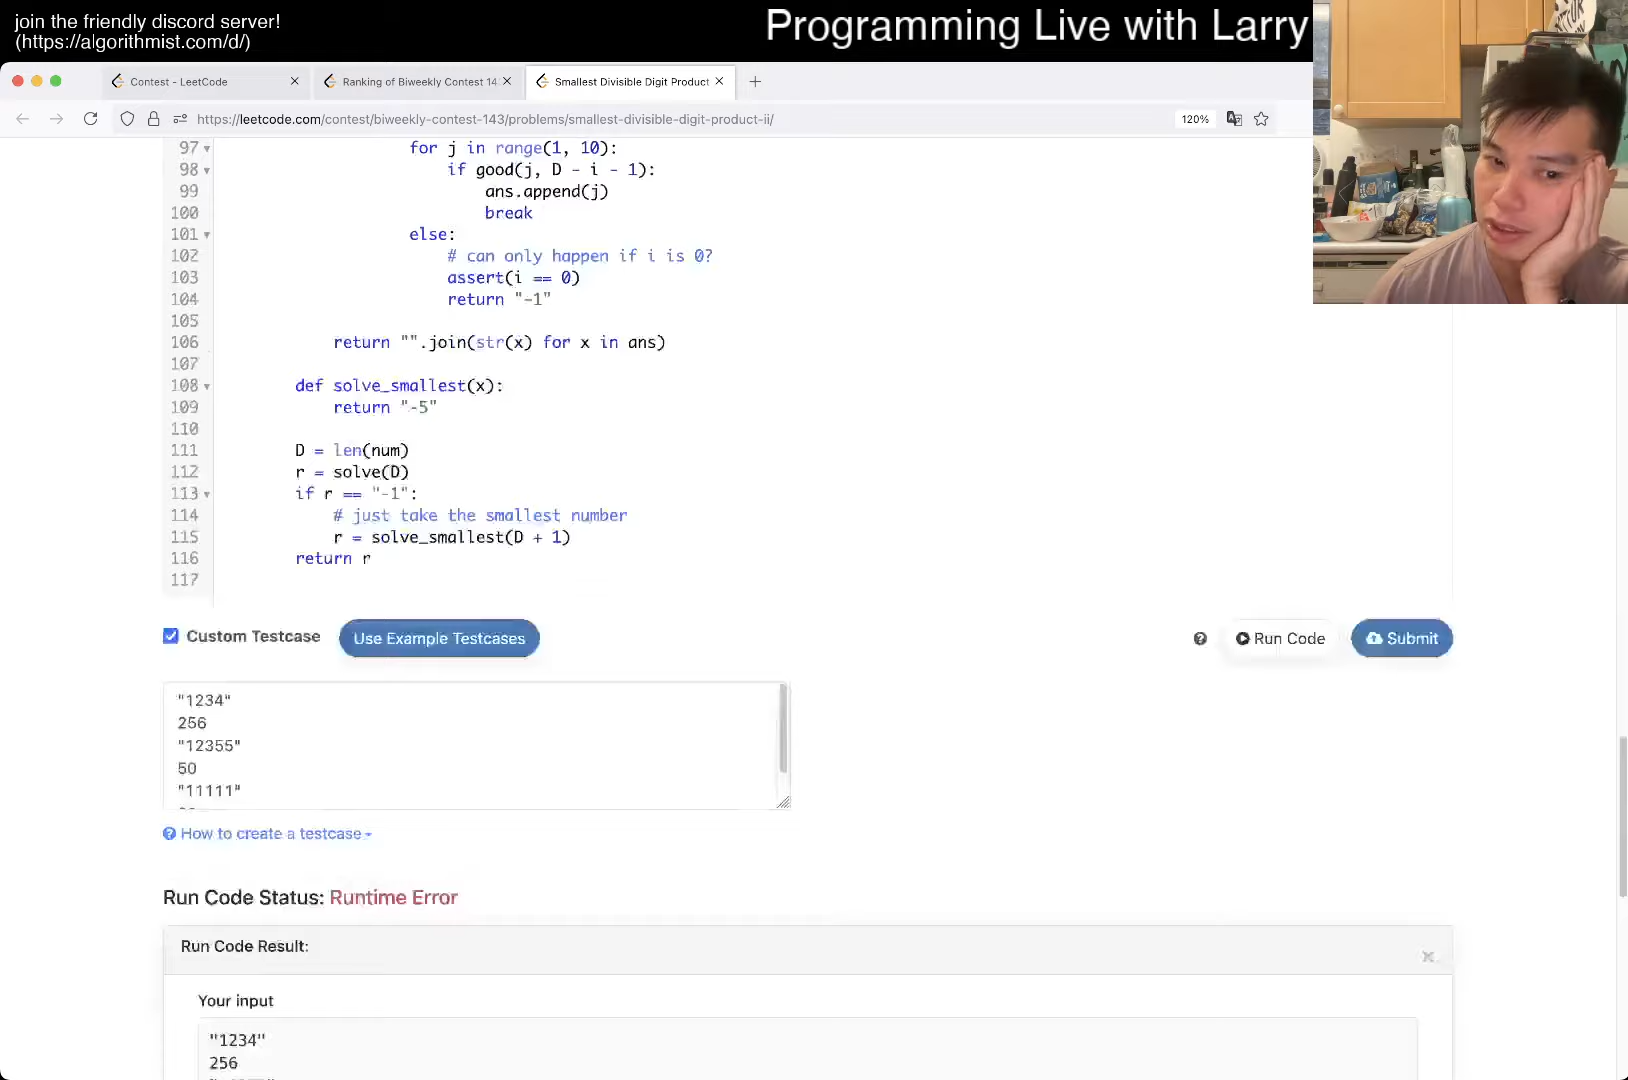 join the friendly discord server!
(https://algorithmist.com/d/)
Programming Live with Larry
Contest - LeetCode
Ranking of Biweekly Contest 14
Smallest Divisible Digit Product
https://leetcode.com/contest/biweekly-contest-143/problems/smallest-divisible-digit-product-ii/
120%
97 for j in range(1, 10):
98 if good(j, D - i - 1):
99 ans.append(j)
100 break
101 else:
102 # can only happen if i is 0?
103 assert(i == 0)
104 return "-1"
105
106 return "".join(str(x) for x in ans)
107
108 def solve_smallest(x):
109 return "-5"
110
111 D = len(num)
112 r = solve(D)
113 if r == "-1":
114 # just take the smallest number
115 r = solve_smallest(D + 1)
116 return r
117
Custom Testcase
Use Example Testcases
Run Code
Submit
"1234"
256
"12355"
50
"11111"
How to create a testcase
Run Code Status: Runtime Error
Run Code Result:
Your input
"1234"
256